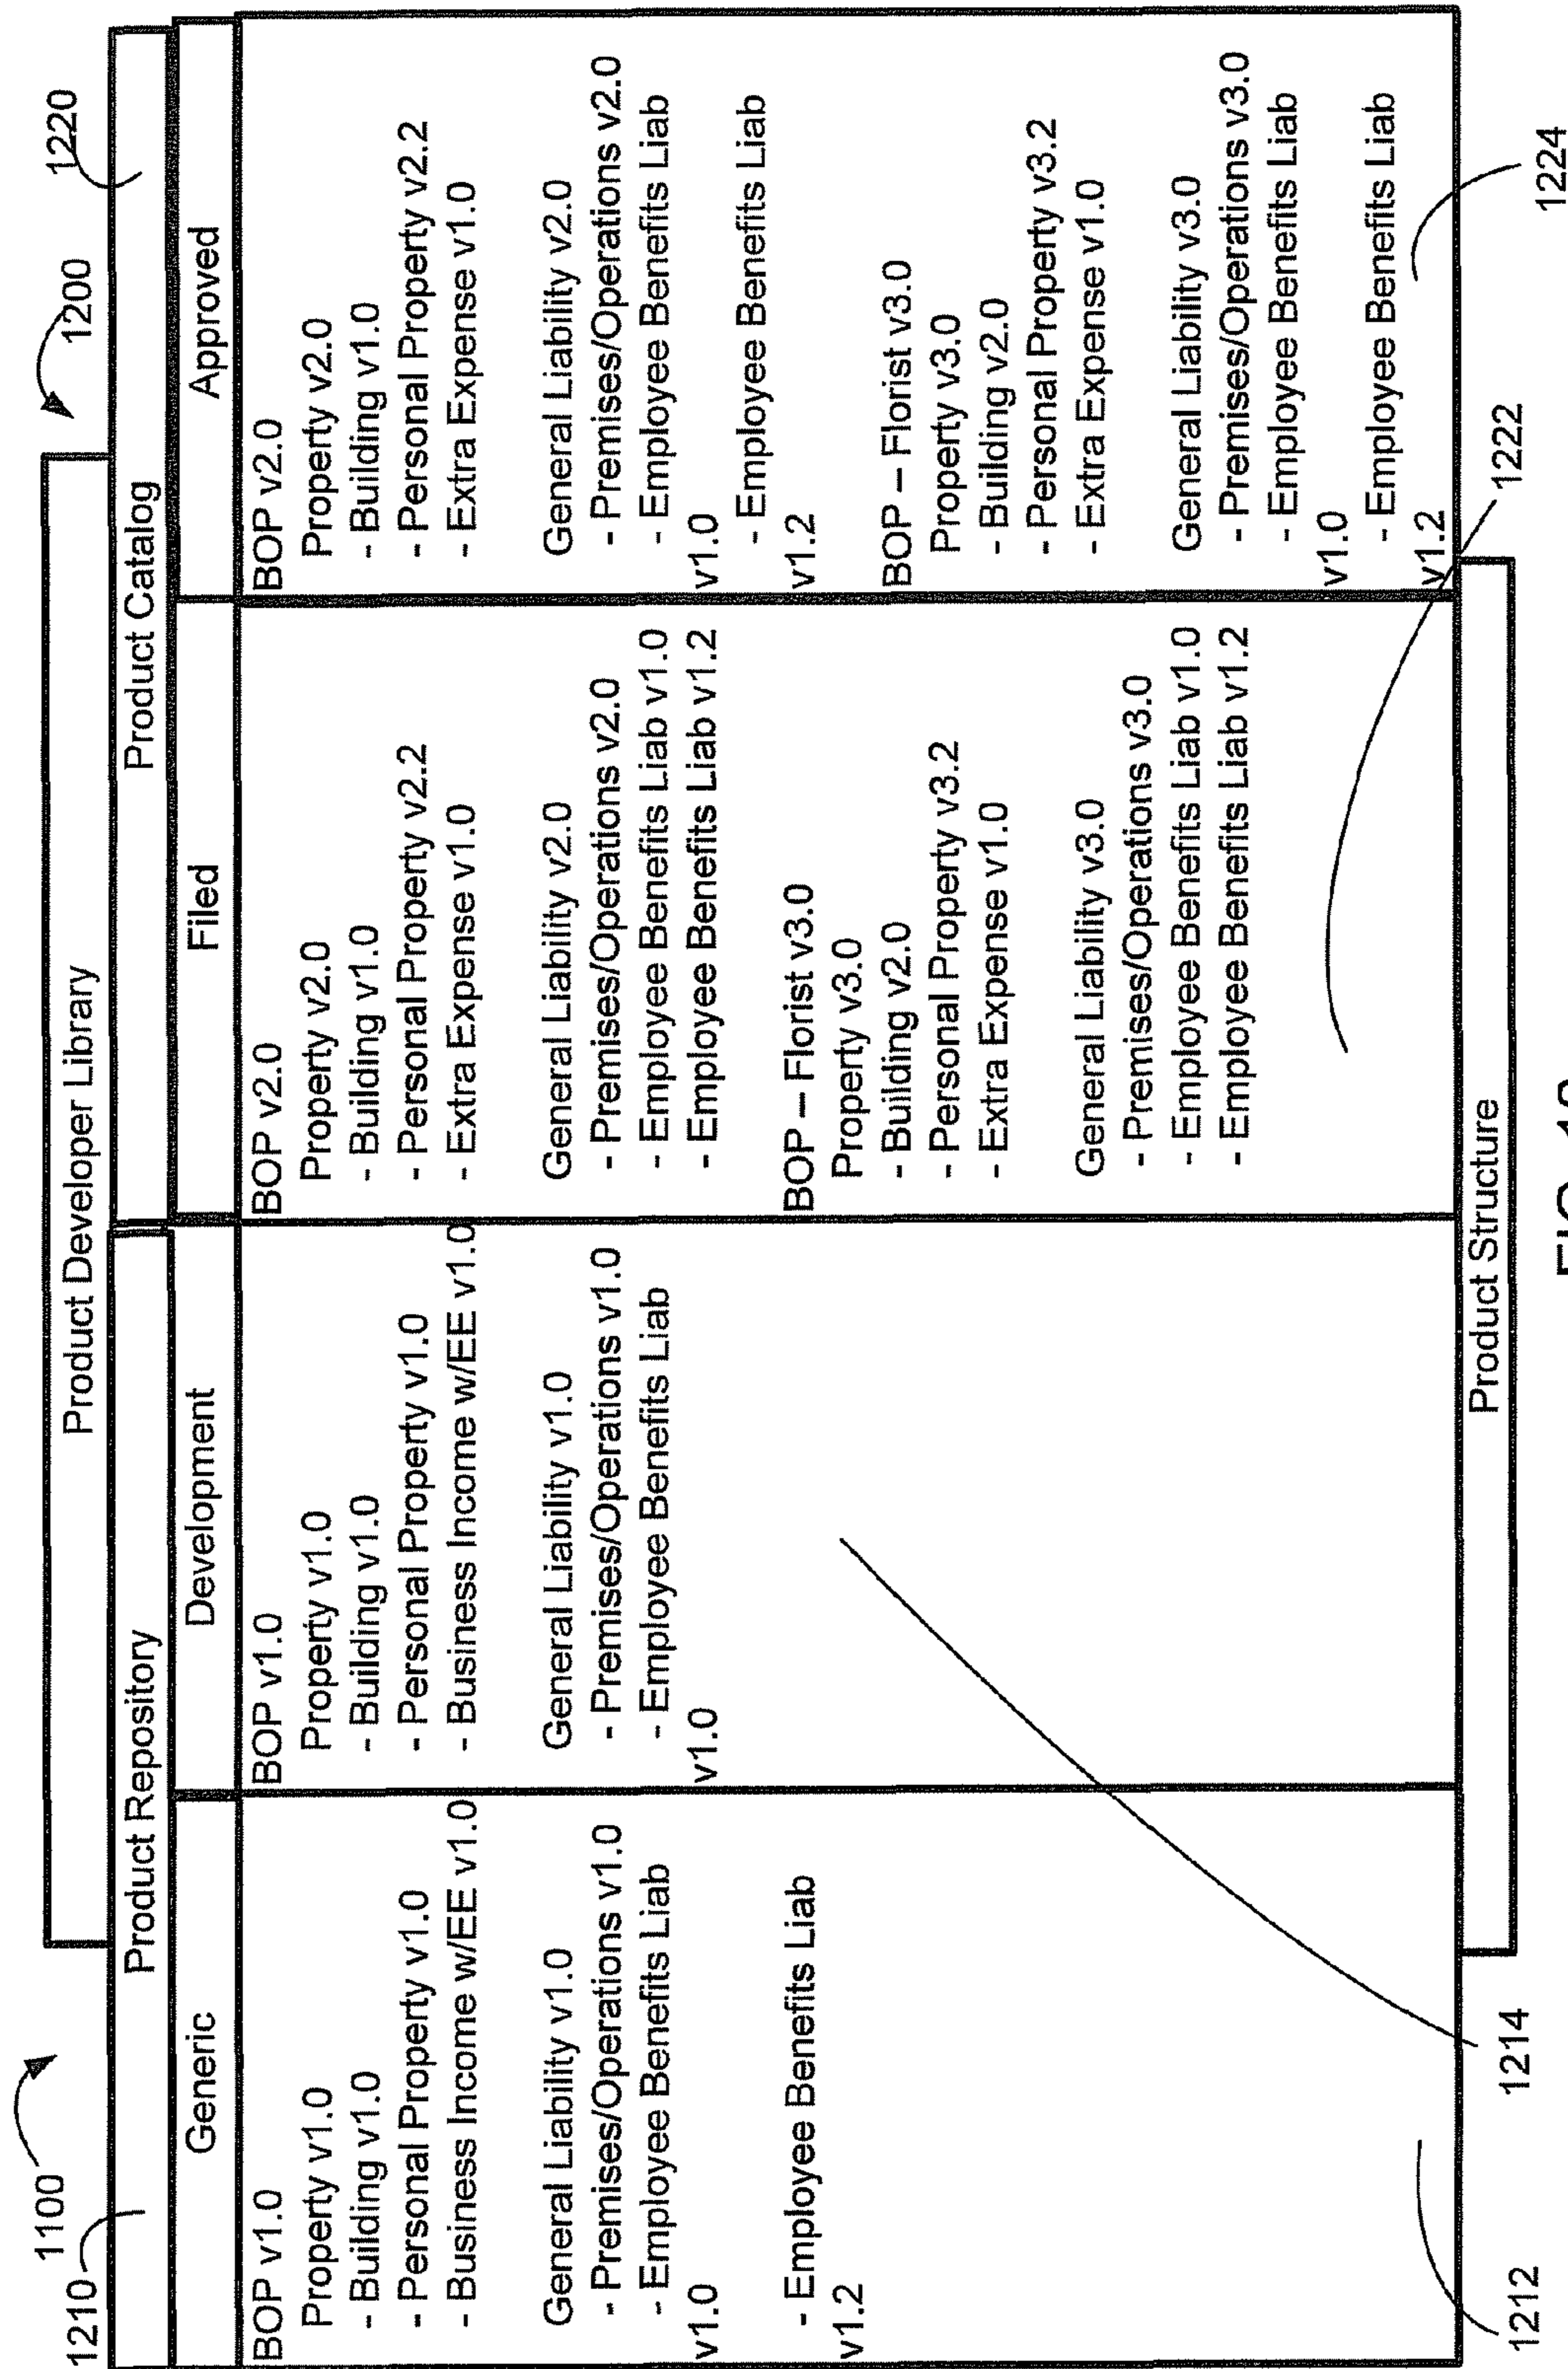 1100
1200
1210
1220
Product Developer Library
Product Repository
Product Catalog
Generic
Development
Filed
Approved
BOP v1.0
Property v1.0
- Building v1.0
- Personal Property v1.0
- Business Income w/EE v1.0
General Liability v1.0
- Premises/Operations v1.0
- Employee Benefits Liab
v1.0
- Employee Benefits Liab
v1.2
BOP v1.0
Property v1.0
- Building v1.0
- Personal Property v1.0
- Business Income w/EE v1.0
General Liability v1.0
- Premises/Operations v1.0
- Employee Benefits Liab
v1.0
BOP v2.0
Property v2.0
- Building v1.0
- Personal Property v2.2
- Extra Expense v1.0
General Liability v2.0
- Premises/Operations v2.0
- Employee Benefits Liab v1.0
- Employee Benefits Liab v1.2
BOP – Florist v3.0
Property v3.0
- Building v2.0
- Personal Property v3.2
- Extra Expense v1.0
General Liability v3.0
- Premises/Operations v3.0
- Employee Benefits Liab v1.0
- Employee Benefits Liab v1.2
BOP v2.0
Property v2.0
- Building v1.0
- Personal Property v2.2
- Extra Expense v1.0
General Liability v2.0
- Premises/Operations v2.0
- Employee Benefits Liab
v1.0
- Employee Benefits Liab
v1.2
BOP – Florist v3.0
Property v3.0
- Building v2.0
- Personal Property v3.2
- Extra Expense v1.0
General Liability v3.0
- Premises/Operations v3.0
- Employee Benefits Liab
v1.0
- Employee Benefits Liab
v1.2
Product Structure
1212
1214
1222
1224